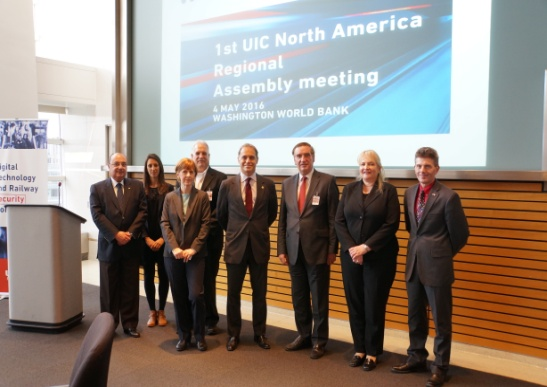 1st UIC North America
Regional
Assembly meeting
4 MAY 2016
WASHINGTON WORLD BANK
igital
echnology
nd Railway
ecurity